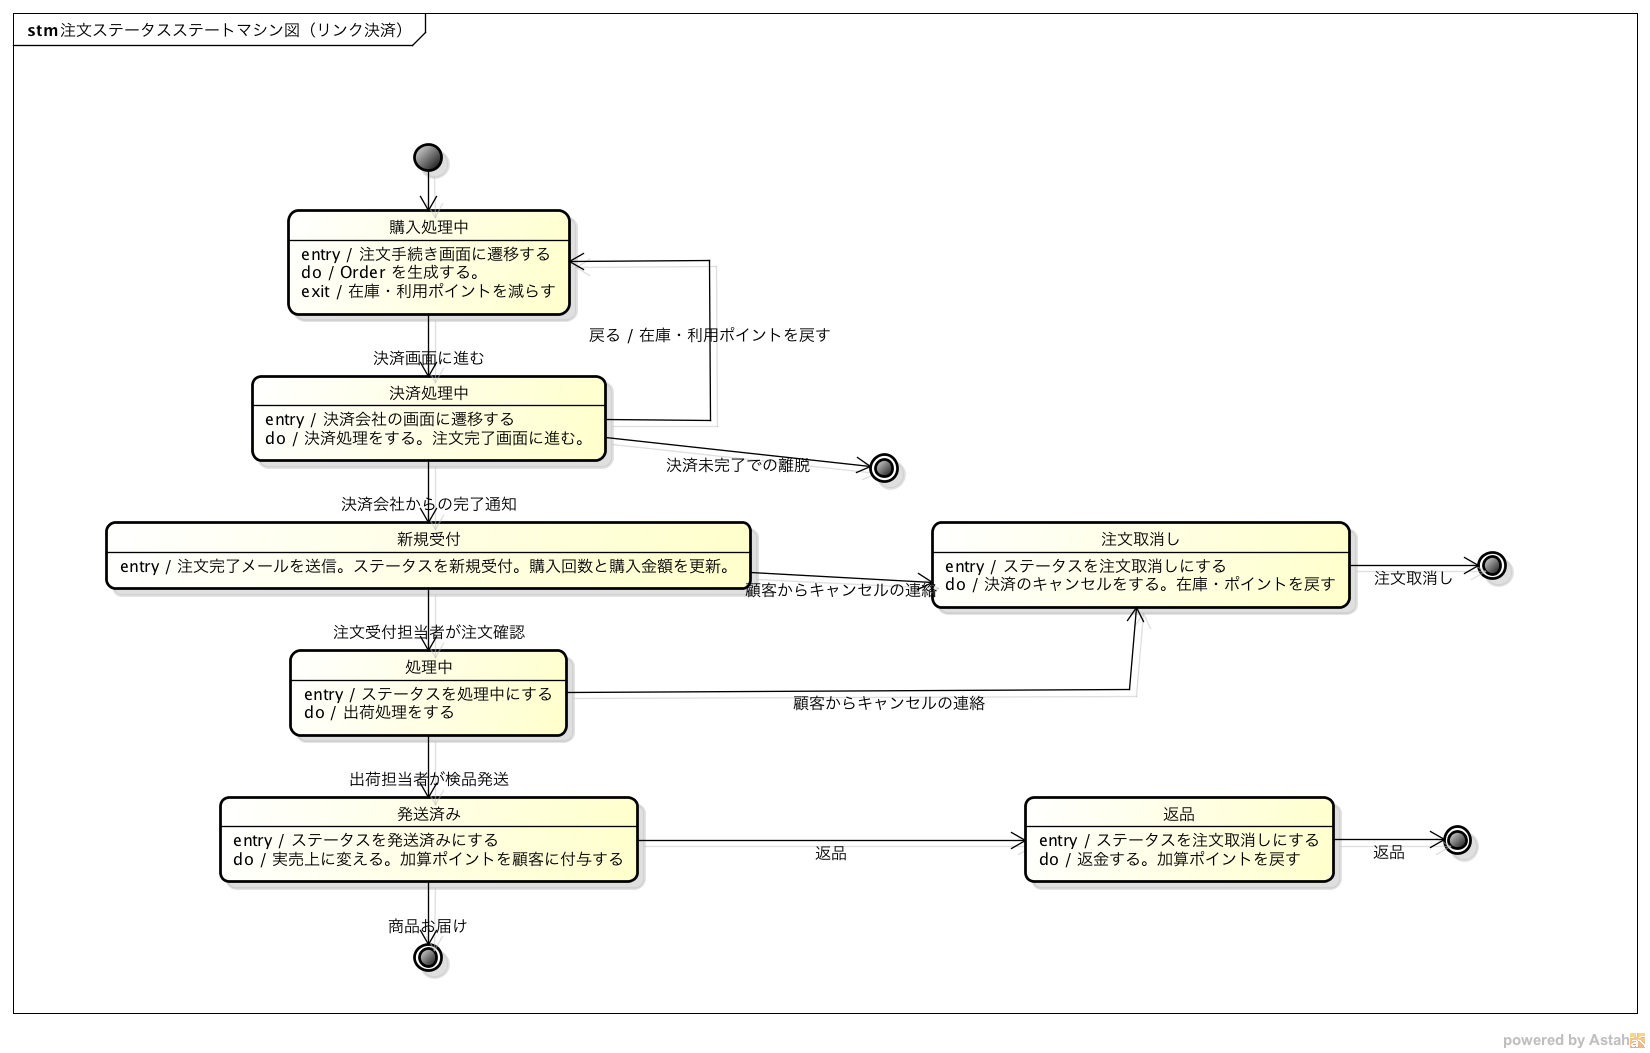 stm 注文ステータスステートマシン図（リンク決済）
購入処理中
entry / 注文手続き画面に遷移する
do / Order を生成する。
exit / 在庫・利用ポイントを減らす
戻る / 在庫・利用ポイントを戻す
決済画面に進む
決済処理中
entry / 決済会社の画面に遷移する
do / 決済処理をする。注文完了画面に進む。
決済未完了での離脱
決済会社からの完了通知
新規受付
entry / 注文完了メールを送信。ステータスを新規受付。購入回数と購入金額を更新。
顧客からキャンセルの連絡
注文取消し
entry / ステータスを注文取消しにする
do / 決済のキャンセルをする。在庫・ポイントを戻す
注文取消し
注文受付担当者が注文確認
処理中
entry / ステータスを処理中にする
do / 出荷処理をする
顧客からキャンセルの連絡
出荷担当者が検品発送
発送済み
entry / ステータスを発送済みにする
do / 実売上に変える。加算ポイントを顧客に付与する
返品
返品
entry / ステータスを注文取消しにする
do / 返金する。加算ポイントを戻す
返品
商品お届け
powered by Astah